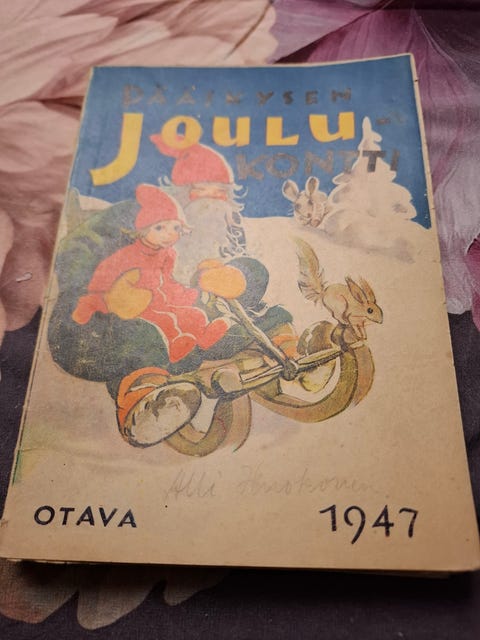 PÄÄSKYSEN
JOULU
KONTTI
Alli
OTAVA
1947